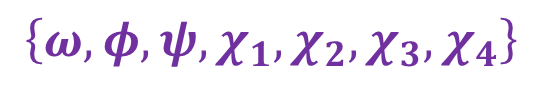 {ω, ϕ, ψ, χ₁, χ₂, χ₃, χ₄}